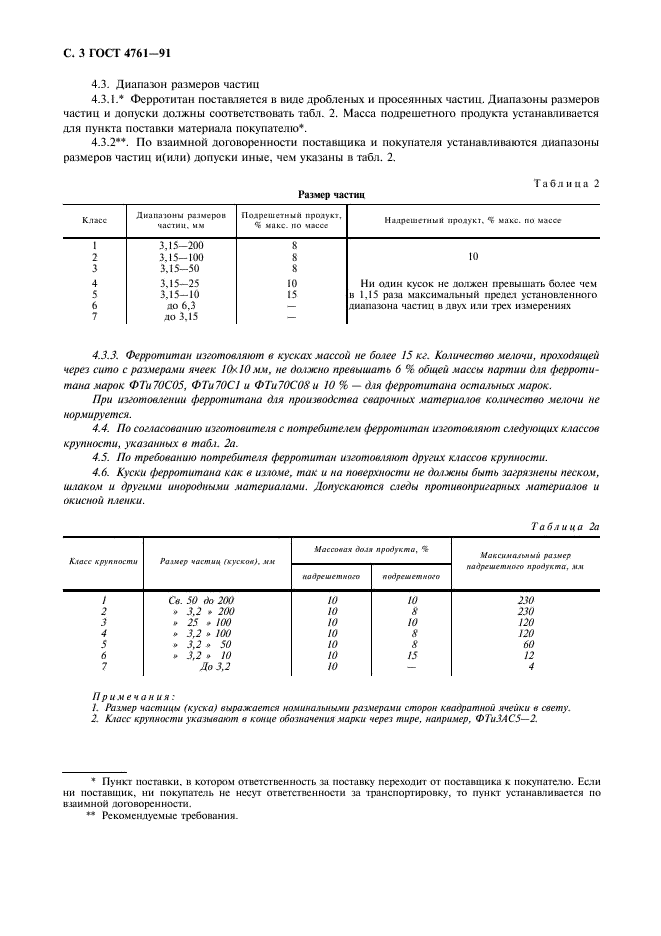 С. 3 ГОСТ 4761—91
4.3. Диапазон размеров частиц
4.3.1.* Ферротитан поставляется в виде дробленых и просеянных частиц. Диапазоны размеров
частиц и допуски должны соответствовать табл. 2. Масса подрешетного продукта устанавливается
для пункта поставки материала покупателю*.
4.3.2**. По взаимной договоренности поставщика и покупателя устанавливаются диапазоны
размеров частиц и(или) допуски иные, чем указаны в табл. 2.
Таблица 2
Размер частиц
Класс | Диапазоны размеров частиц, мм | Подрешетный продукт, % макс. по массе | Надрешетный продукт, % макс. по массе
1 3,15—200 8
2 3,15—100 8 10
3 3,15—50 8
4 3,15—25 10 Ни один кусок не должен превышать более чем
5 3,15—10 15 в 1,15 раза максимальный предел установленного
6 до 6,3 — диапазона частиц в двух или трех измерениях
7 до 3,15 —
4.3.3. Ферротитан изготовляют в кусках массой не более 15 кг. Количество мелочи, проходящей
через сито с размерами ячеек 10×10 мм, не должно превышать 6 % общей массы партии для ферроти-
тана марок ФТи70С05, ФТи70С1 и ФТи70С08 и 10 % — для ферротитана остальных марок.
При изготовлении ферротитана для производства сварочных материалов количество мелочи не
нормируется.
4.4. По согласованию изготовителя с потребителем ферротитан изготовляют следующих классов
крупности, указанных в табл. 2а.
4.5. По требованию потребителя ферротитан изготовляют других классов крупности.
4.6. Куски ферротитана как в изломе, так и на поверхности не должны быть загрязнены песком,
шлаком и другими инородными материалами. Допускаются следы противопригарных материалов и
окисной пленки.
Таблица 2а
Класс крупности | Размер частиц (кусков), мм | Массовая доля продукта, % | Максимальный размер надрешетного продукта, мм
надрешетного | подрешетного
1 Св. 50 до 200 10 10 230
2 » 3,2 » 200 10 8 230
3 » 25 » 100 10 10 120
4 » 3,2 » 100 10 8 120
5 » 3,2 » 50 10 8 60
6 » 3,2 » 10 10 15 12
7 До 3,2 10 — 4
Примечания:
1. Размер частицы (куска) выражается номинальными размерами сторон квадратной ячейки в свету.
2. Класс крупности указывают в конце обозначения марки через тире, например, ФТи3АС5—2.
* Пункт поставки, в котором ответственность за поставку переходит от поставщика к покупателю. Если
ни поставщик, ни покупатель не несут ответственности за транспортировку, то пункт устанавливается по
взаимной договоренности.
** Рекомендуемые требования.